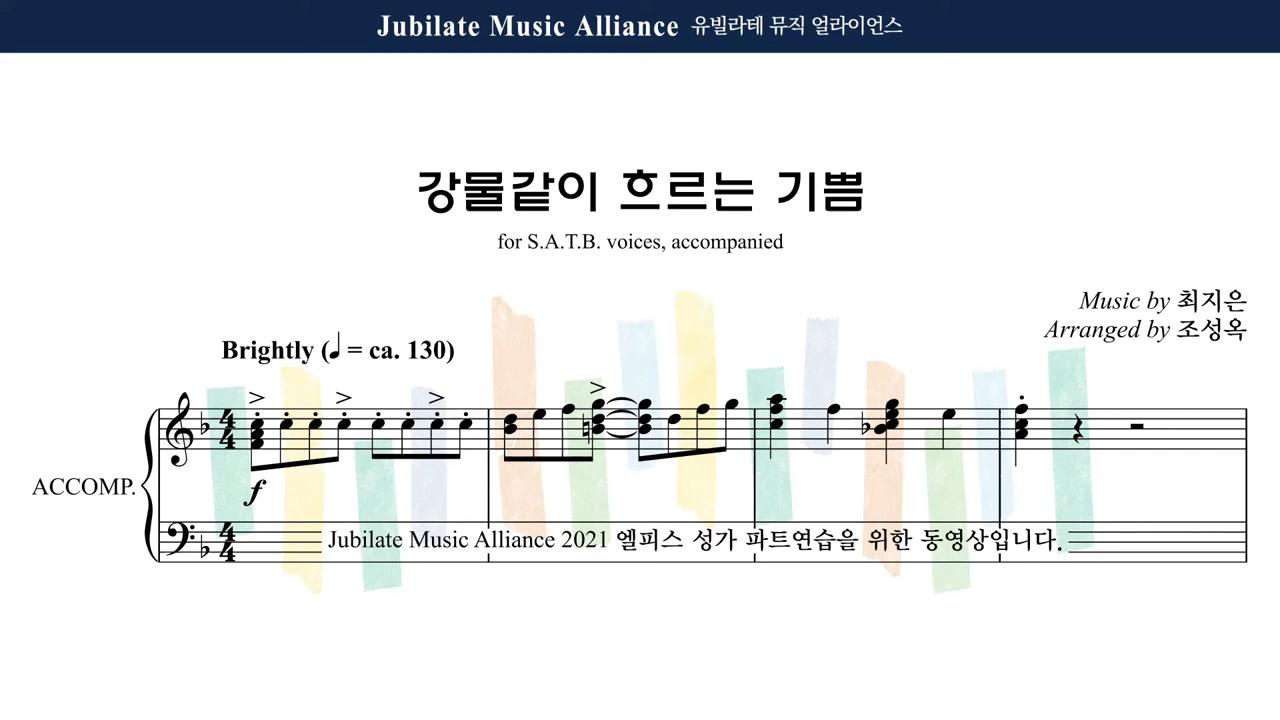 Jubilate Music Alliance 유빌라테 뮤직 얼라이언스
강물같이 흐르는 기쁨
for S.A.T.B. voices, accompanied
Music by 최지은
Arranged by 조성옥
Brightly (♩ = ca. 130)
ACCOMP.
f
Jubilate Music Alliance 2021 엘피스 성가 파트연습을 위한 동영상입니다.